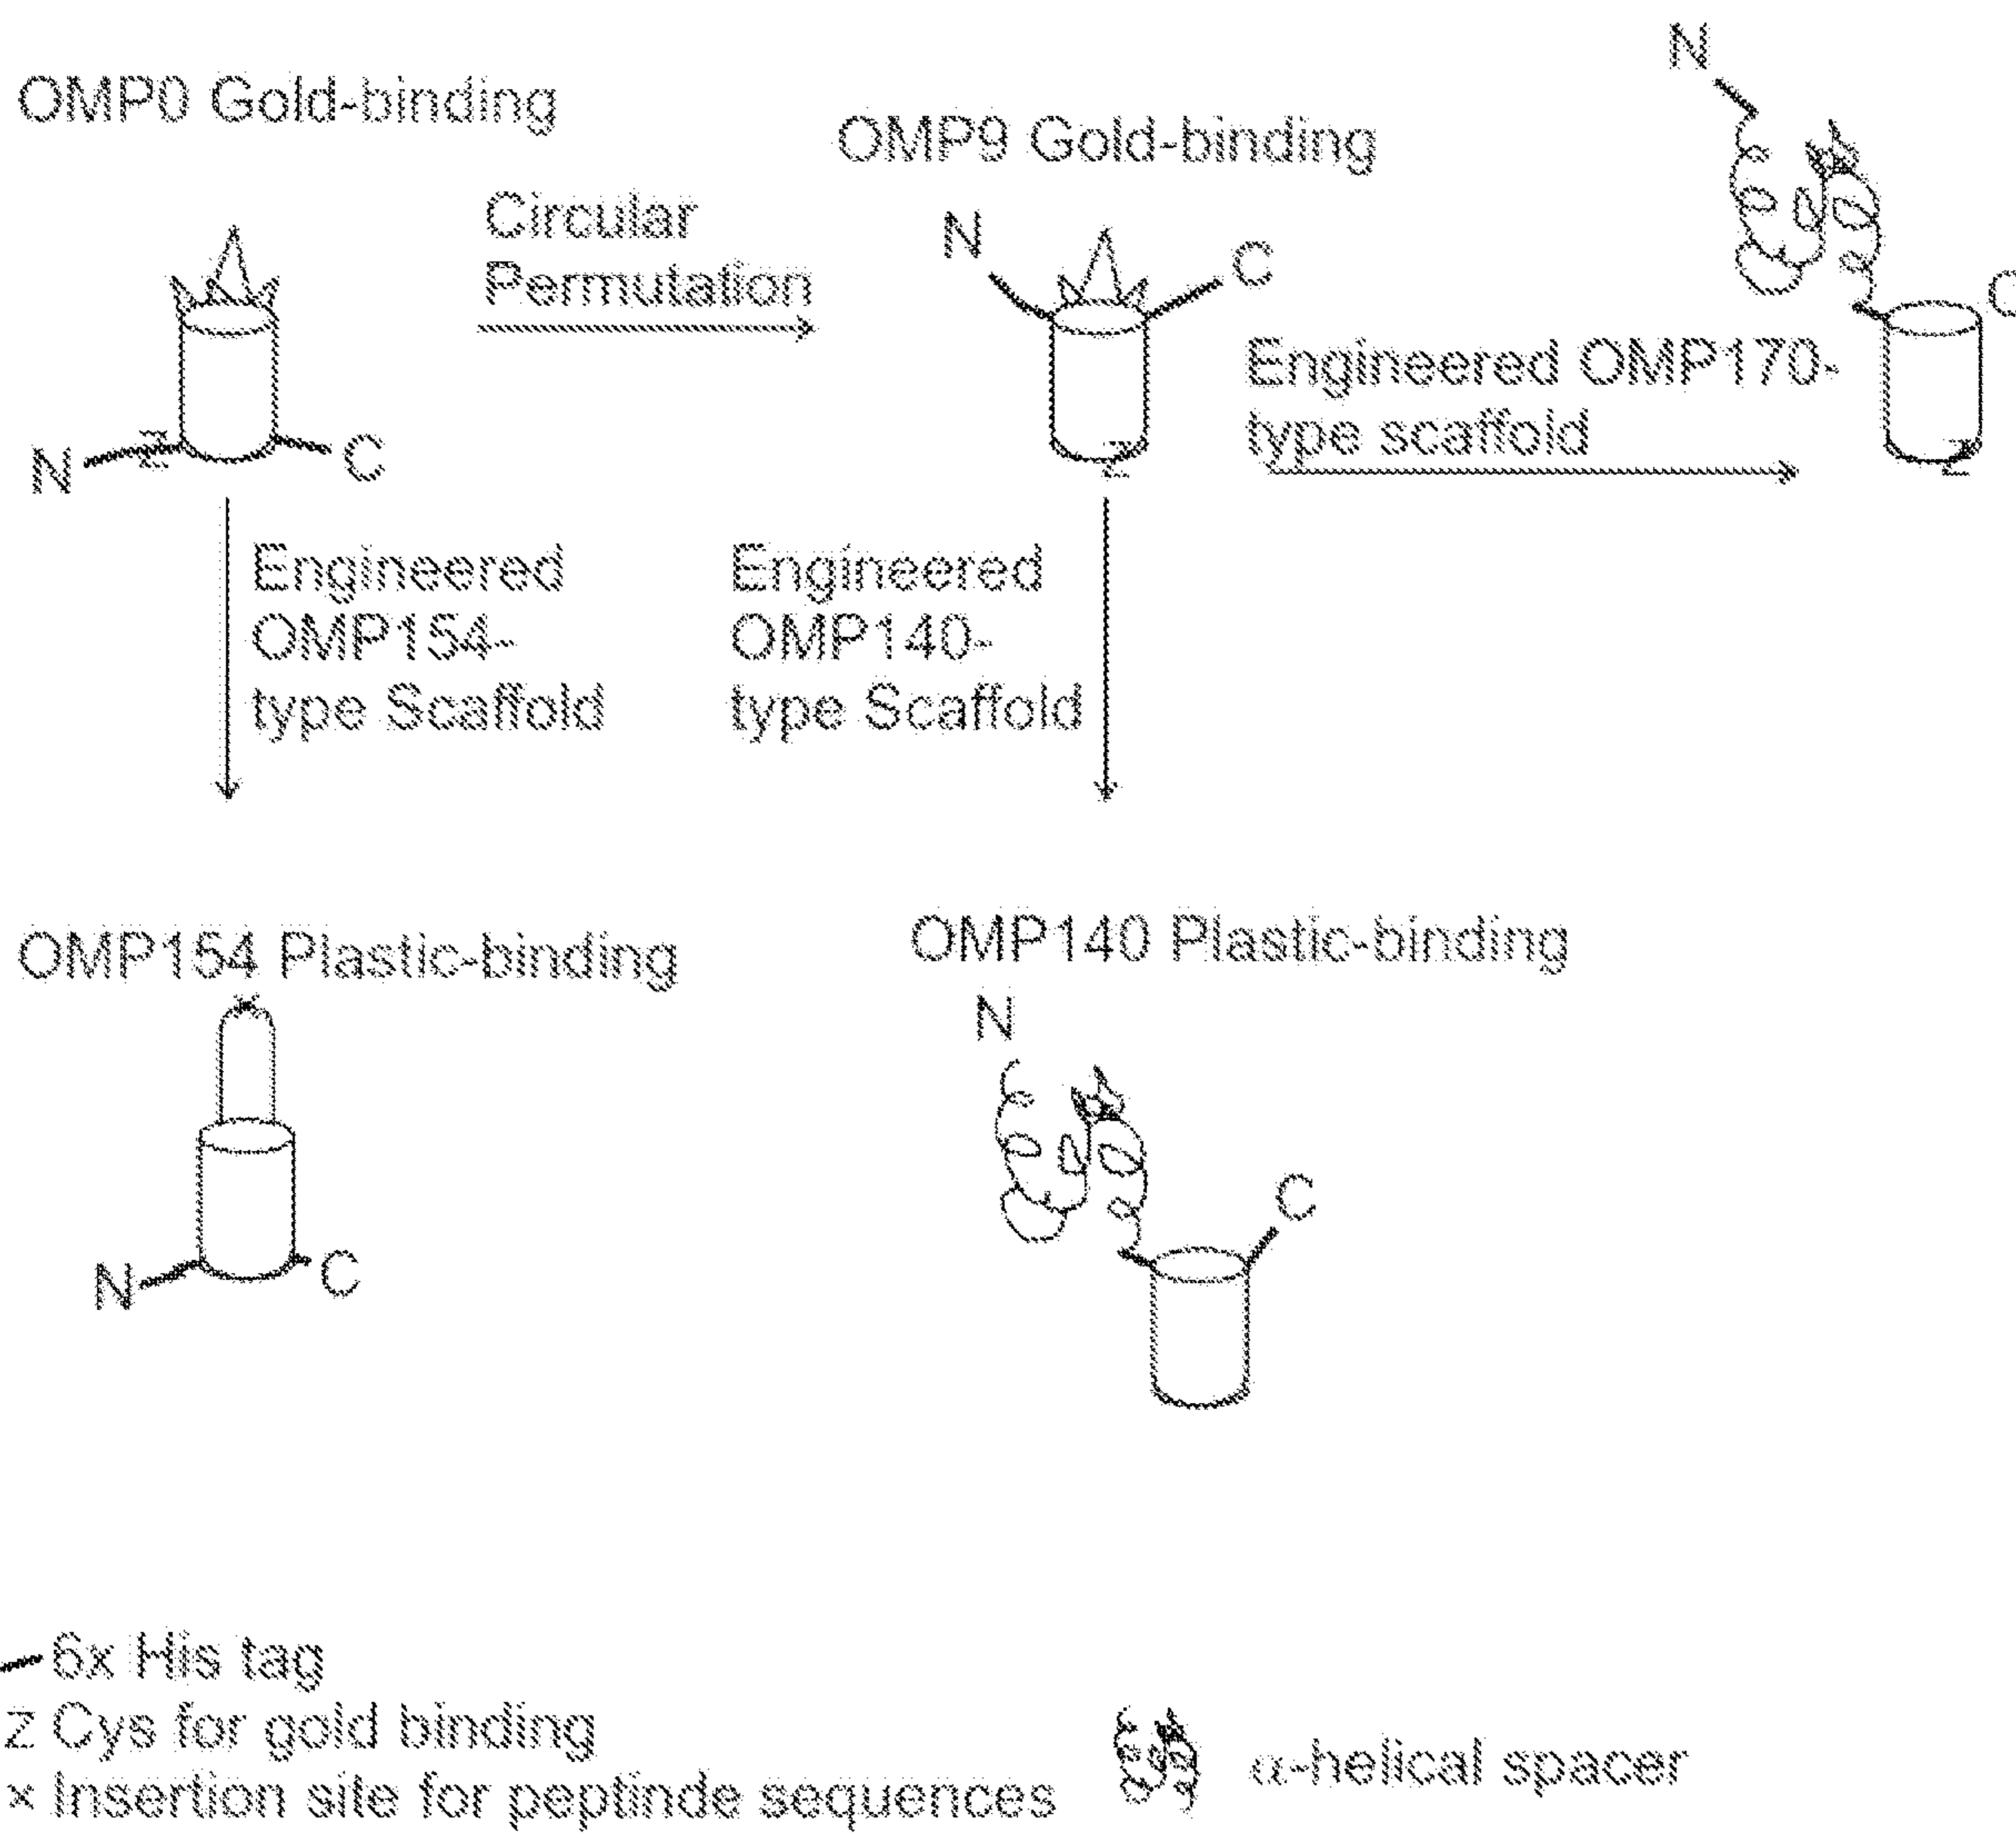 OMP0 Gold-binding
N
C
z
Circular
Permutation
OMP9 Gold-binding
N
C
z
Engineered OMP170-
type scaffold
N
C
z
Engineered
OMP154-
type Scaffold
Engineered
OMP140-
type Scaffold
OMP154 Plastic-binding
x
N
C
OMP140 Plastic-binding
N
C
6x His tag
z Cys for gold binding
x Insertion site for peptinde sequences
α-helical spacer